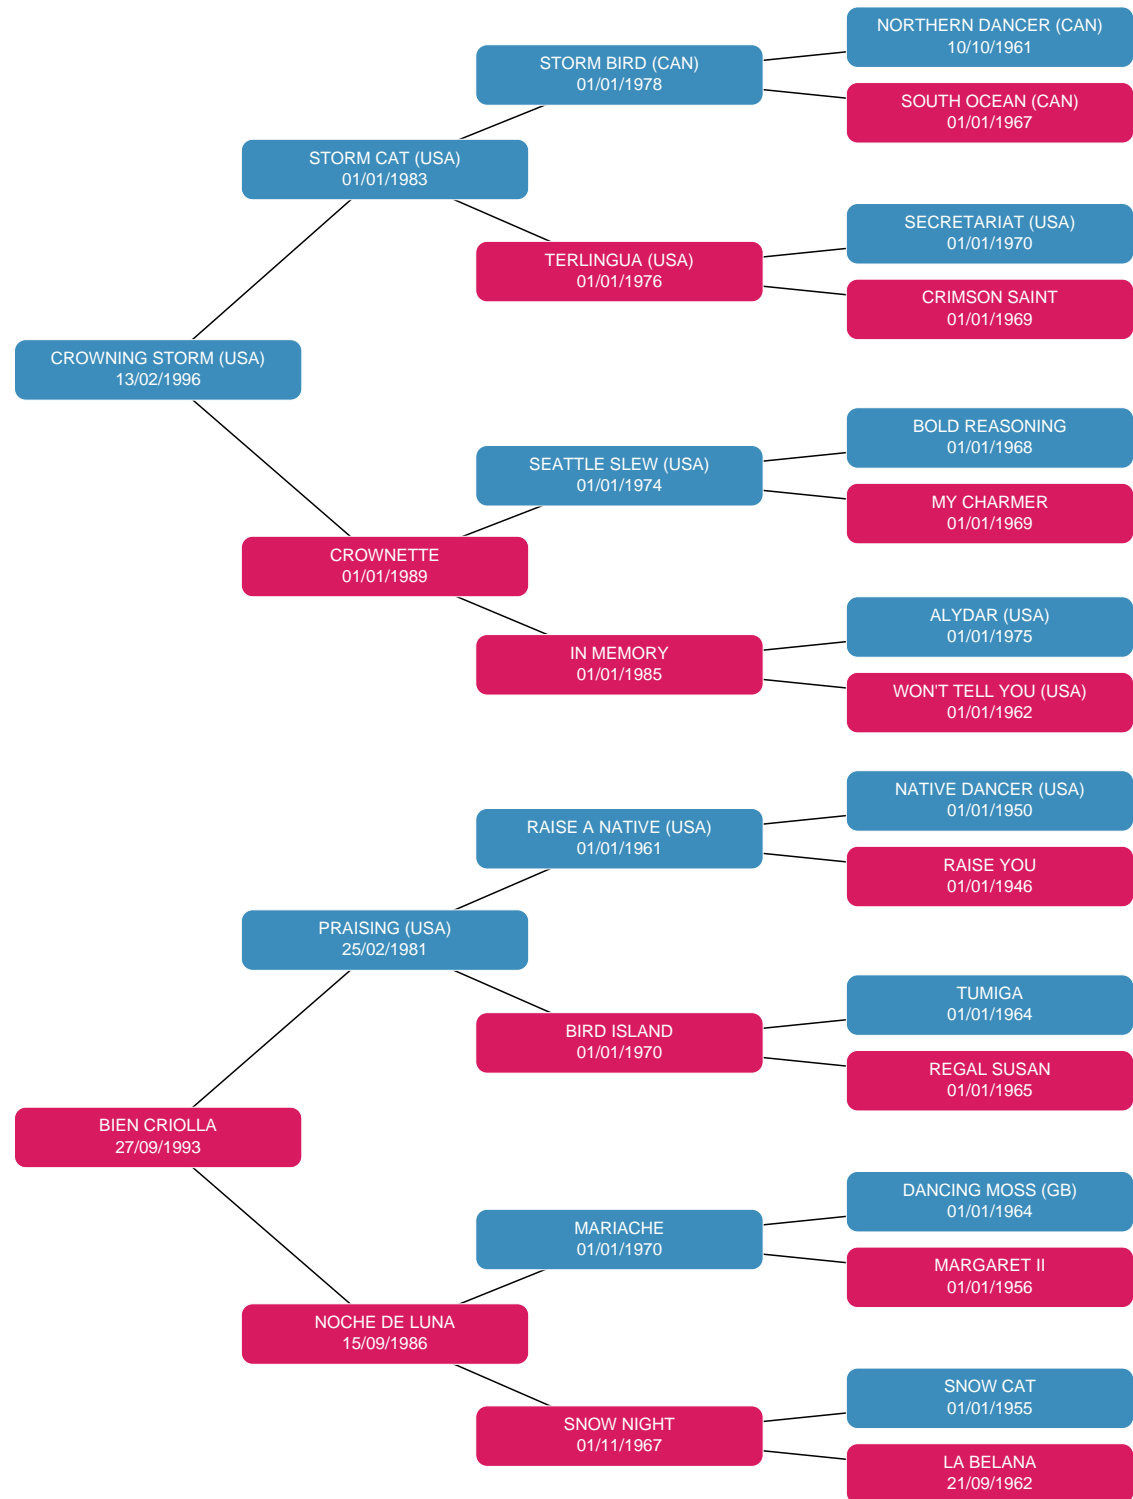 NORTHERN DANCER (CAN)
10/10/1961
STORM BIRD (CAN)
01/01/1978
SOUTH OCEAN (CAN)
01/01/1967
STORM CAT (USA)
01/01/1983
SECRETARIAT (USA)
01/01/1970
TERLINGUA (USA)
01/01/1976
CRIMSON SAINT
01/01/1969
CROWNING STORM (USA)
13/02/1996
BOLD REASONING
01/01/1968
SEATTLE SLEW (USA)
01/01/1974
MY CHARMER
01/01/1969
CROWNETTE
01/01/1989
ALYDAR (USA)
01/01/1975
IN MEMORY
01/01/1985
WON'T TELL YOU (USA)
01/01/1962
NATIVE DANCER (USA)
01/01/1950
RAISE A NATIVE (USA)
01/01/1961
RAISE YOU
01/01/1946
PRAISING (USA)
25/02/1981
TUMIGA
01/01/1964
BIRD ISLAND
01/01/1970
REGAL SUSAN
01/01/1965
BIEN CRIOLLA
27/09/1993
DANCING MOSS (GB)
01/01/1964
MARIACHE
01/01/1970
MARGARET II
01/01/1956
NOCHE DE LUNA
15/09/1986
SNOW CAT
01/01/1955
SNOW NIGHT
01/11/1967
LA BELANA
21/09/1962